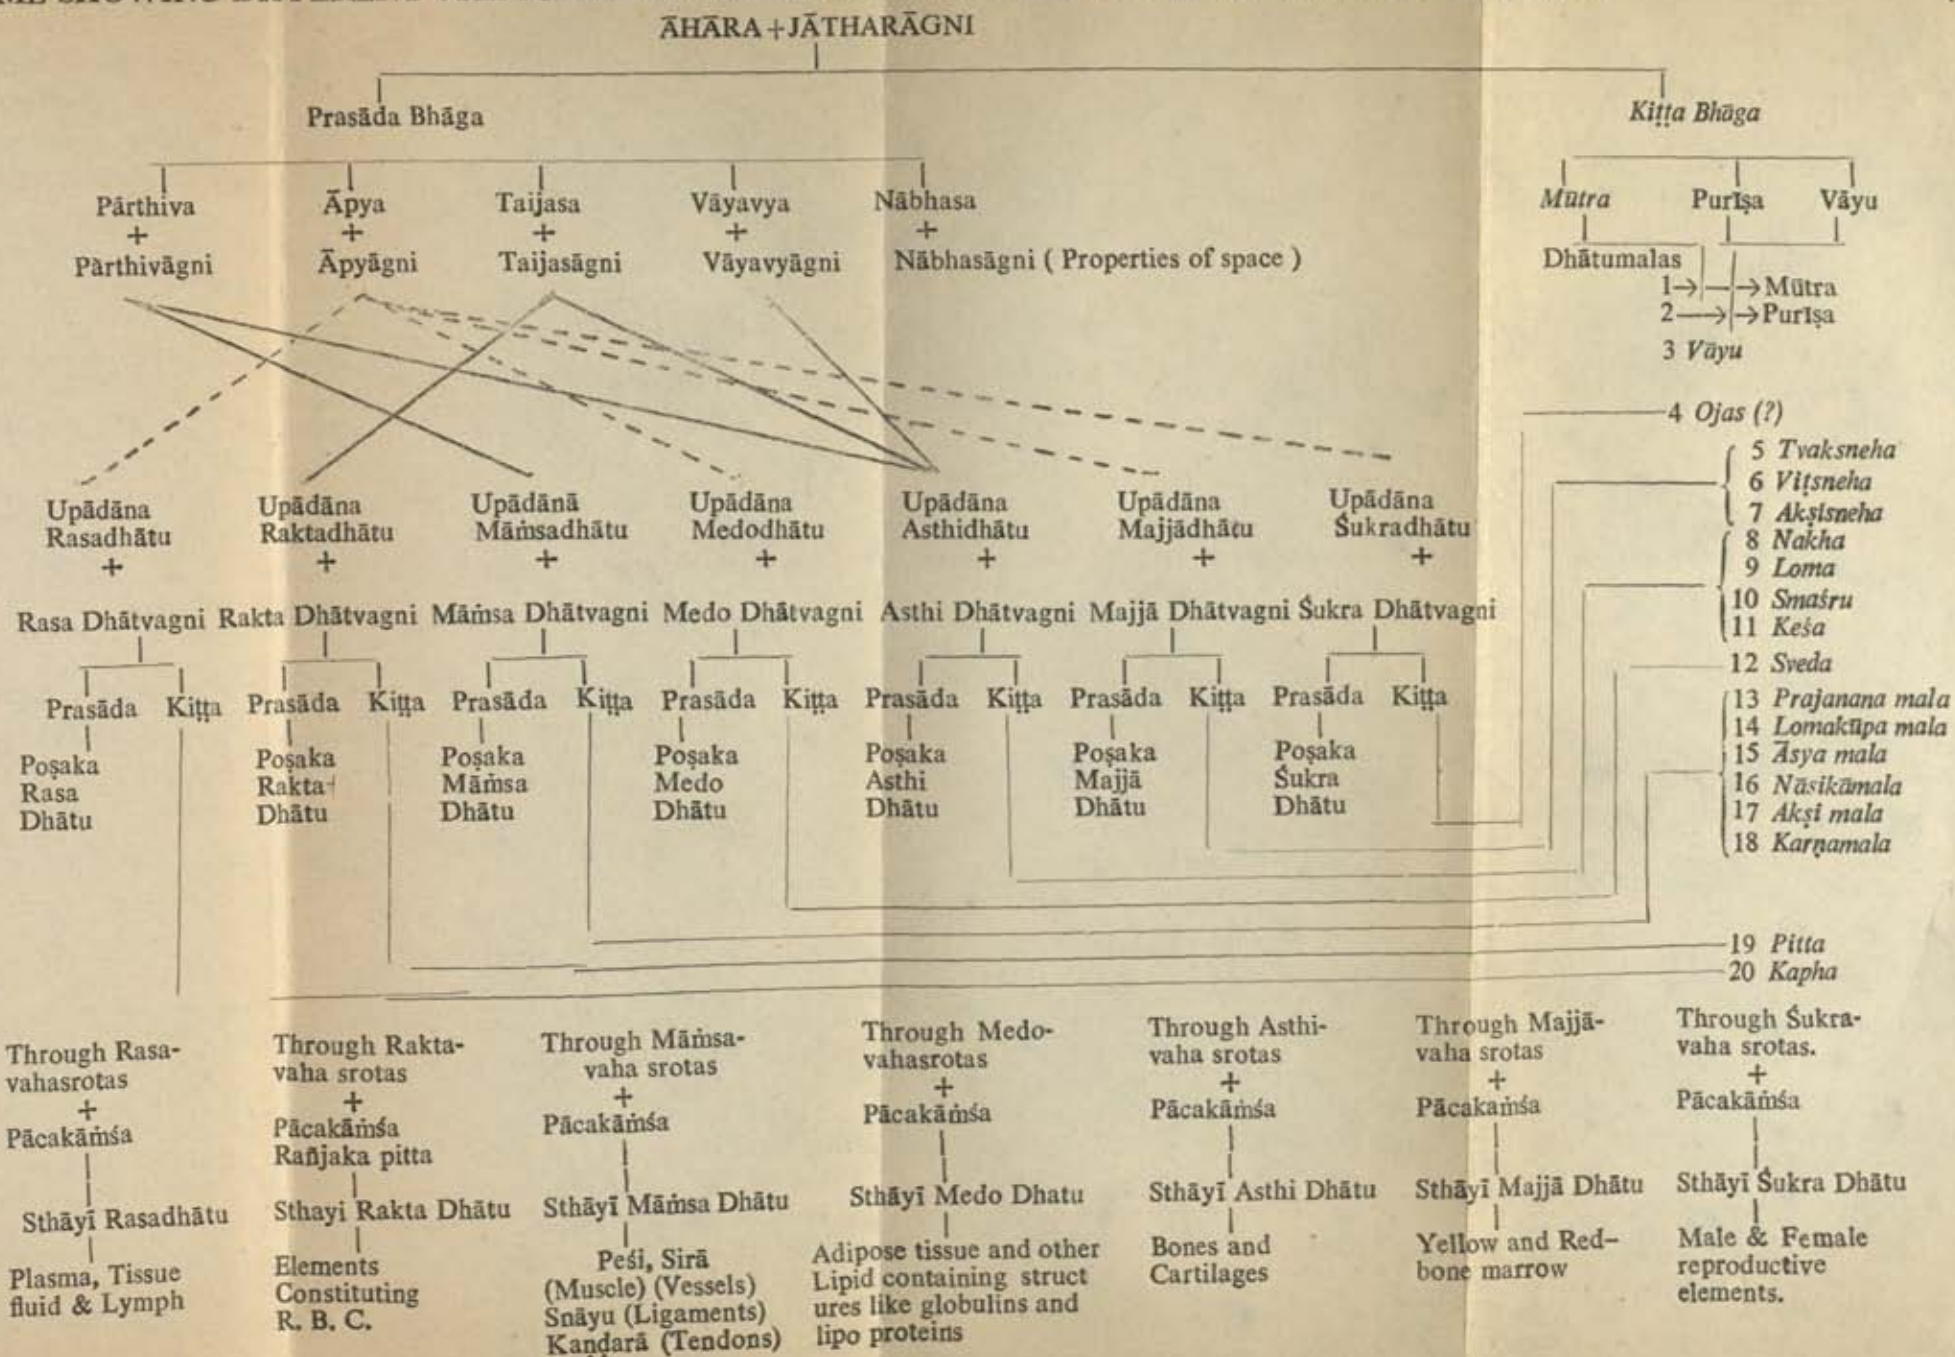 ĀHĀRA+JĀTHARĀGNI
Prasāda Bhāga
Kiṭṭa Bhāga
Pārthiva
+
Pàrthivāgni
Āpya
+
Āpyāgni
Taijasa
+
Taijasāgni
Vāyavya
+
Vāyavyāgni
Nābhasa
+
Nābhasāgni ( Properties of space )
Mūtra
Purīṣa
Vāyu
Dhātumalas
1→ →Mūtra
2→ →Purīṣa
3 Vāyu
4 Ojas (?)
5 Tvaksneha
6 Viṭsneha
7 Akṣisneha
8 Nakha
9 Loma
10 Smaśru
11 Keśa
12 Sveda
13 Prajanana mala
14 Lomakūpa mala
15 Āsya mala
16 Nāsikāmala
17 Akṣi mala
18 Karṇamala
19 Pitta
20 Kapha
Upādāna
Rasadhātu
+
Upādāna
Raktadhātu
+
Upādānā
Māṁsadhātu
+
Upādāna
Medodhātu
+
Upādāna
Asthidhātu
+
Upādāna
Majjādhātu
+
Upādāna
Śukradhātu
+
Rasa Dhātvagni
Rakta Dhātvagni
Māṁsa Dhātvagni
Medo Dhātvagni
Asthi Dhātvagni
Majjā Dhātvagni
Śukra Dhātvagni
Prasāda Kiṭṭa
Prasāda Kiṭṭa
Prasāda Kiṭṭa
Prasāda Kiṭṭa
Prasāda Kiṭṭa
Prasāda Kiṭṭa
Prasāda Kiṭṭa
Poṣaka
Rasa
Dhātu
Poṣaka
Rakta
Dhātu
Poṣaka
Māṁsa
Dhātu
Poṣaka
Medo
Dhātu
Poṣaka
Asthi
Dhātu
Poṣaka
Majjā
Dhātu
Poṣaka
Śukra
Dhātu
Through Rasa-
vahasrotas
+
Pācakāṁśa
Sthāyī Rasadhātu
Plasma, Tissue
fluid & Lymph
Through Rakta-
vaha srotas
+
Pācakāṁśa
Rañjaka pitta
Sthayi Rakta Dhātu
Elements
Constituting
R. B. C.
Through Māṁsa-
vaha srotas
+
Pācakāṁśa
Sthāyī Māṁsa Dhātu
Peśi, Sirā
(Muscle) (Vessels)
Snāyu (Ligaments)
Kaṇḍarā (Tendons)
Through Medo-
vahasrotas
+
Pācakāṁśa
Sthāyī Medo Dhatu
Adipose tissue and other
Lipid containing struct
ures like globulins and
lipo proteins
Through Asthi-
vaha srotas
+
Pācakāṁśa
Sthāyī Asthi Dhātu
Bones and
Cartilages
Through Majjā-
vaha srotas
+
Pācakaṁśa
Sthāyī Majjā Dhātu
Yellow and Red-
bone marrow
Through Śukra-
vaha srotas.
+
Pācakāṁśa
Sthāyī Śukra Dhātu
Male & Female
reproductive
elements.